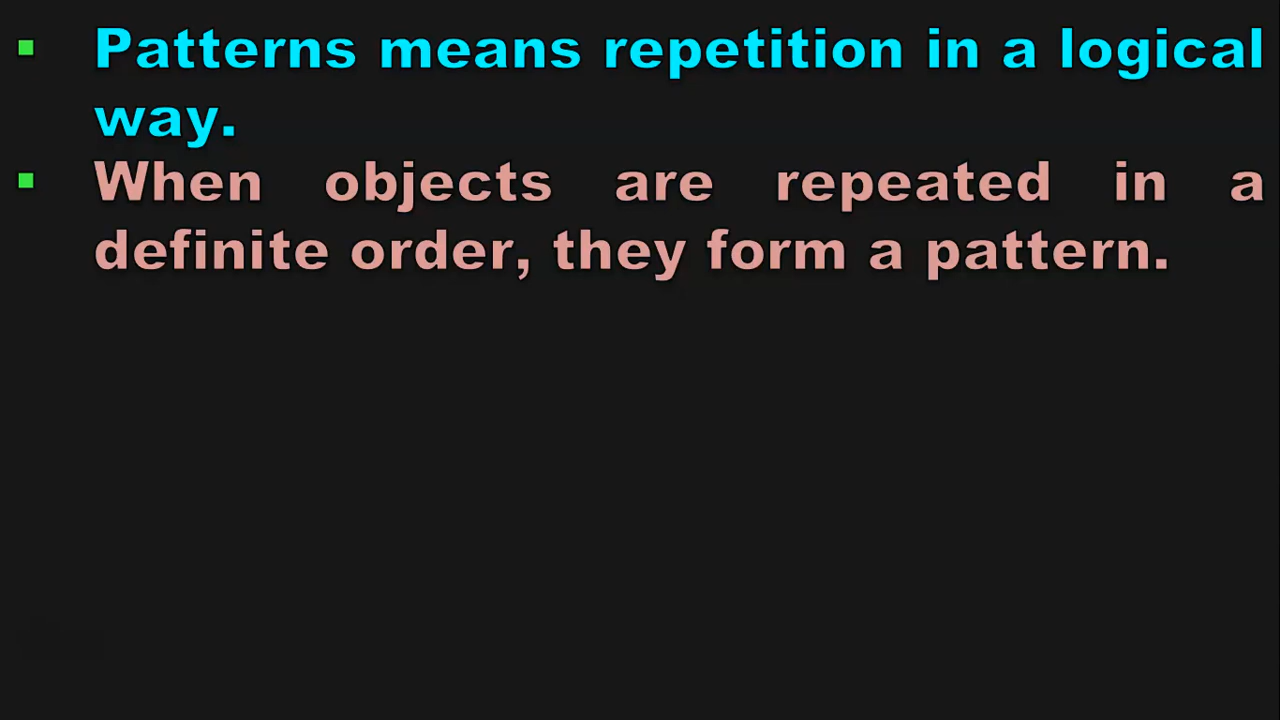 ▪ Patterns means repetition in a logical
way.
▪ When objects are repeated in a
definite order, they form a pattern.